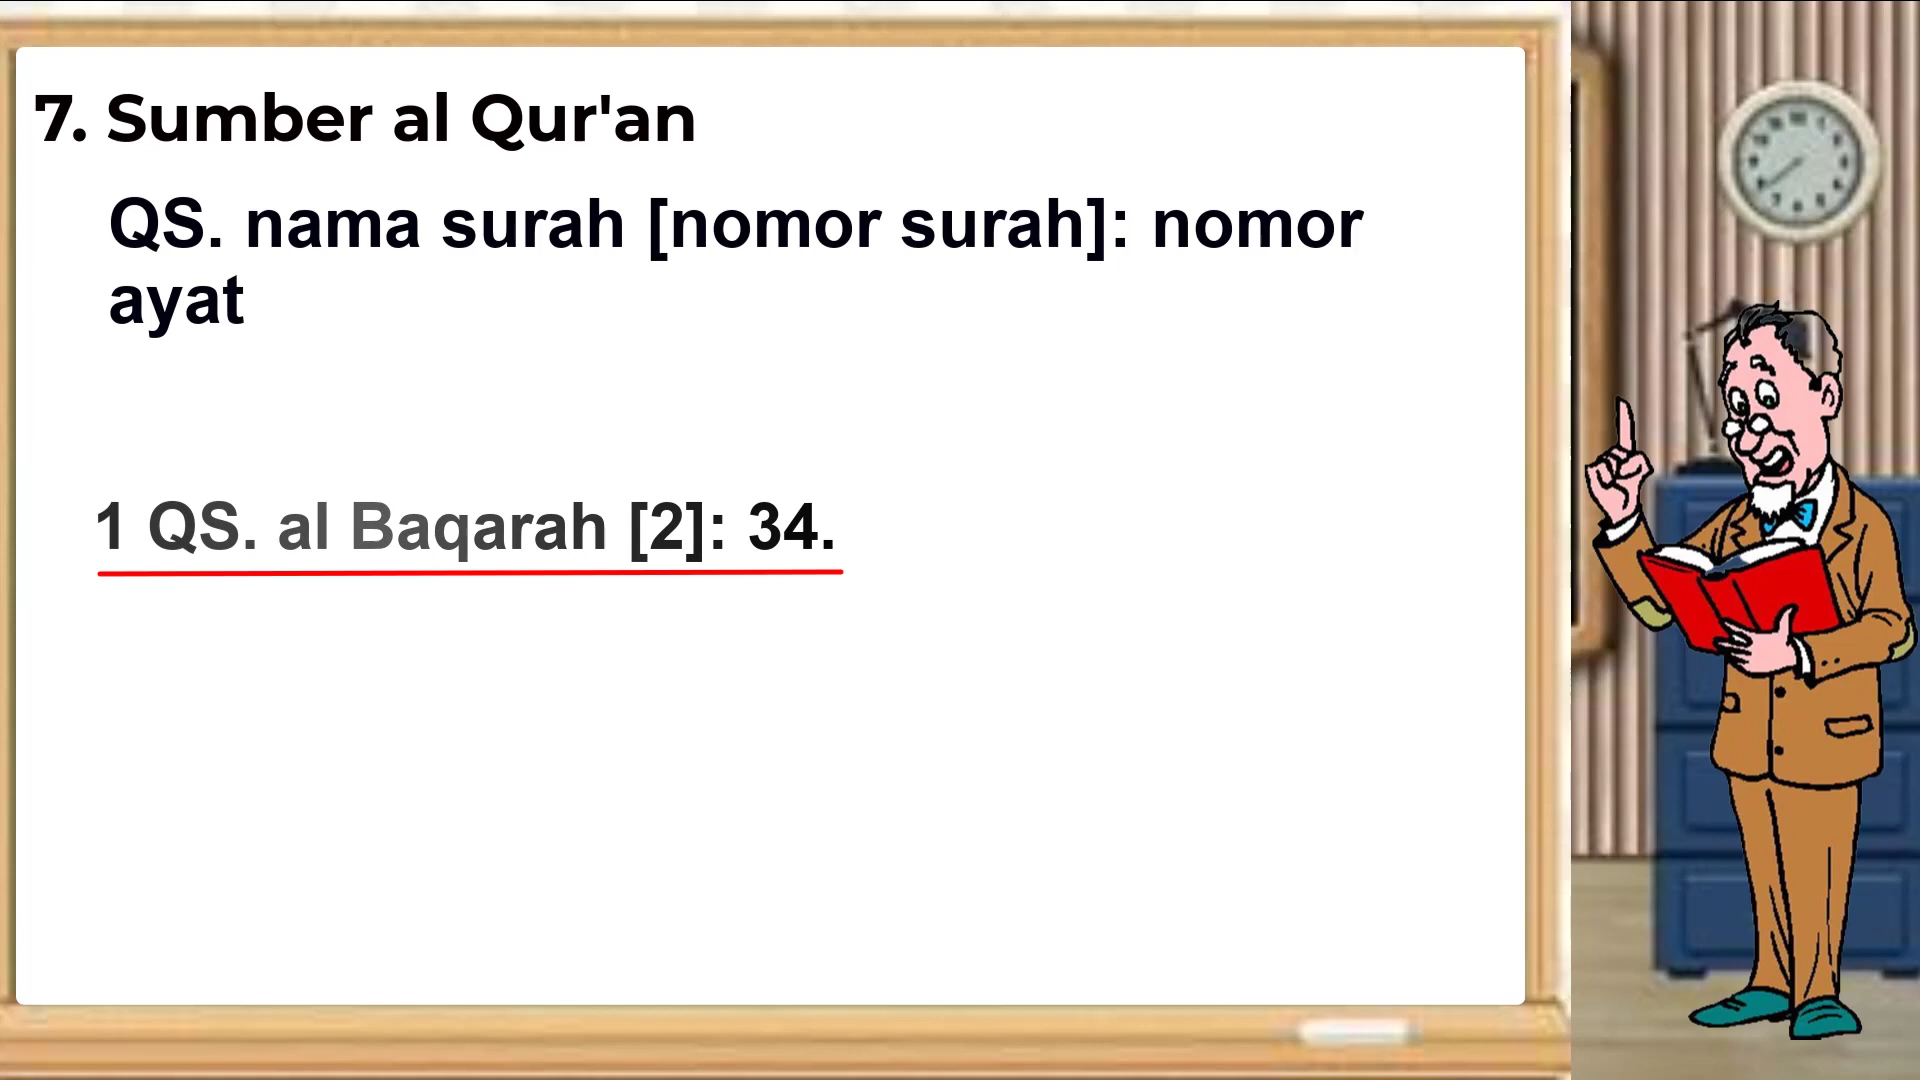 7. Sumber al Qur'an
QS. nama surah [nomor surah]: nomor
ayat
1 QS. al Baqarah [2]: 34.